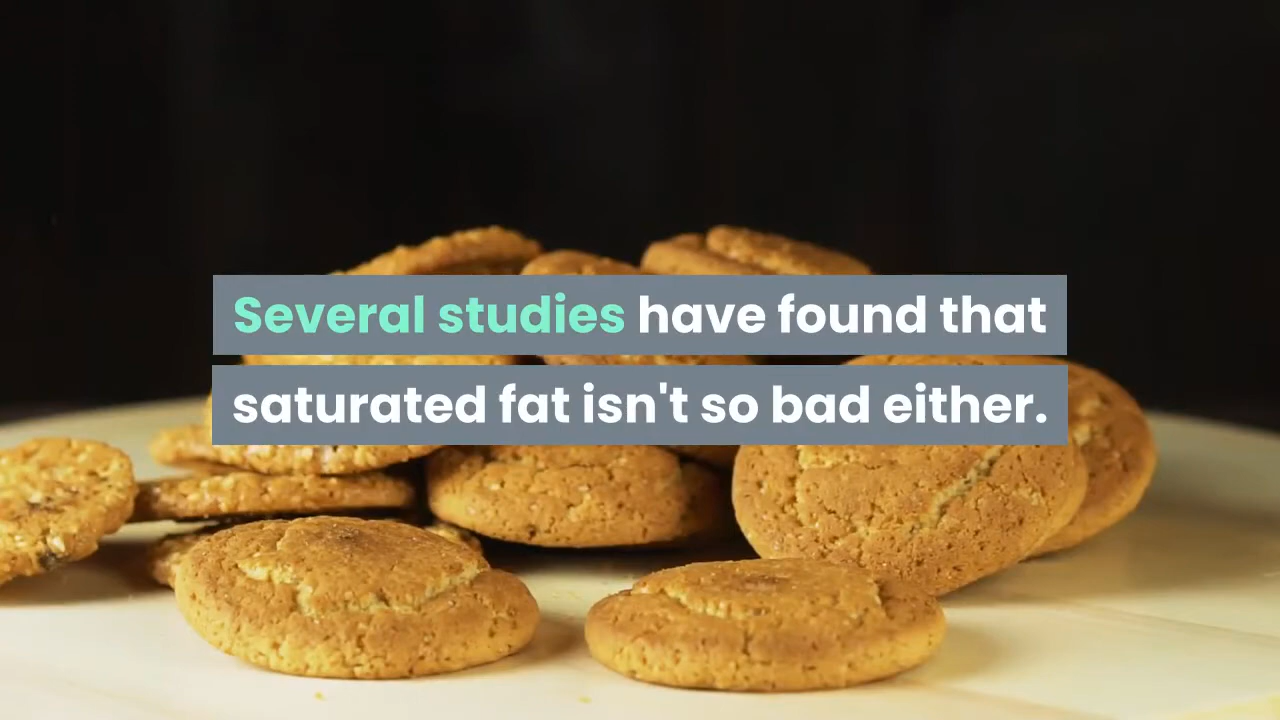 Several studies have found that
saturated fat isn't so bad either.